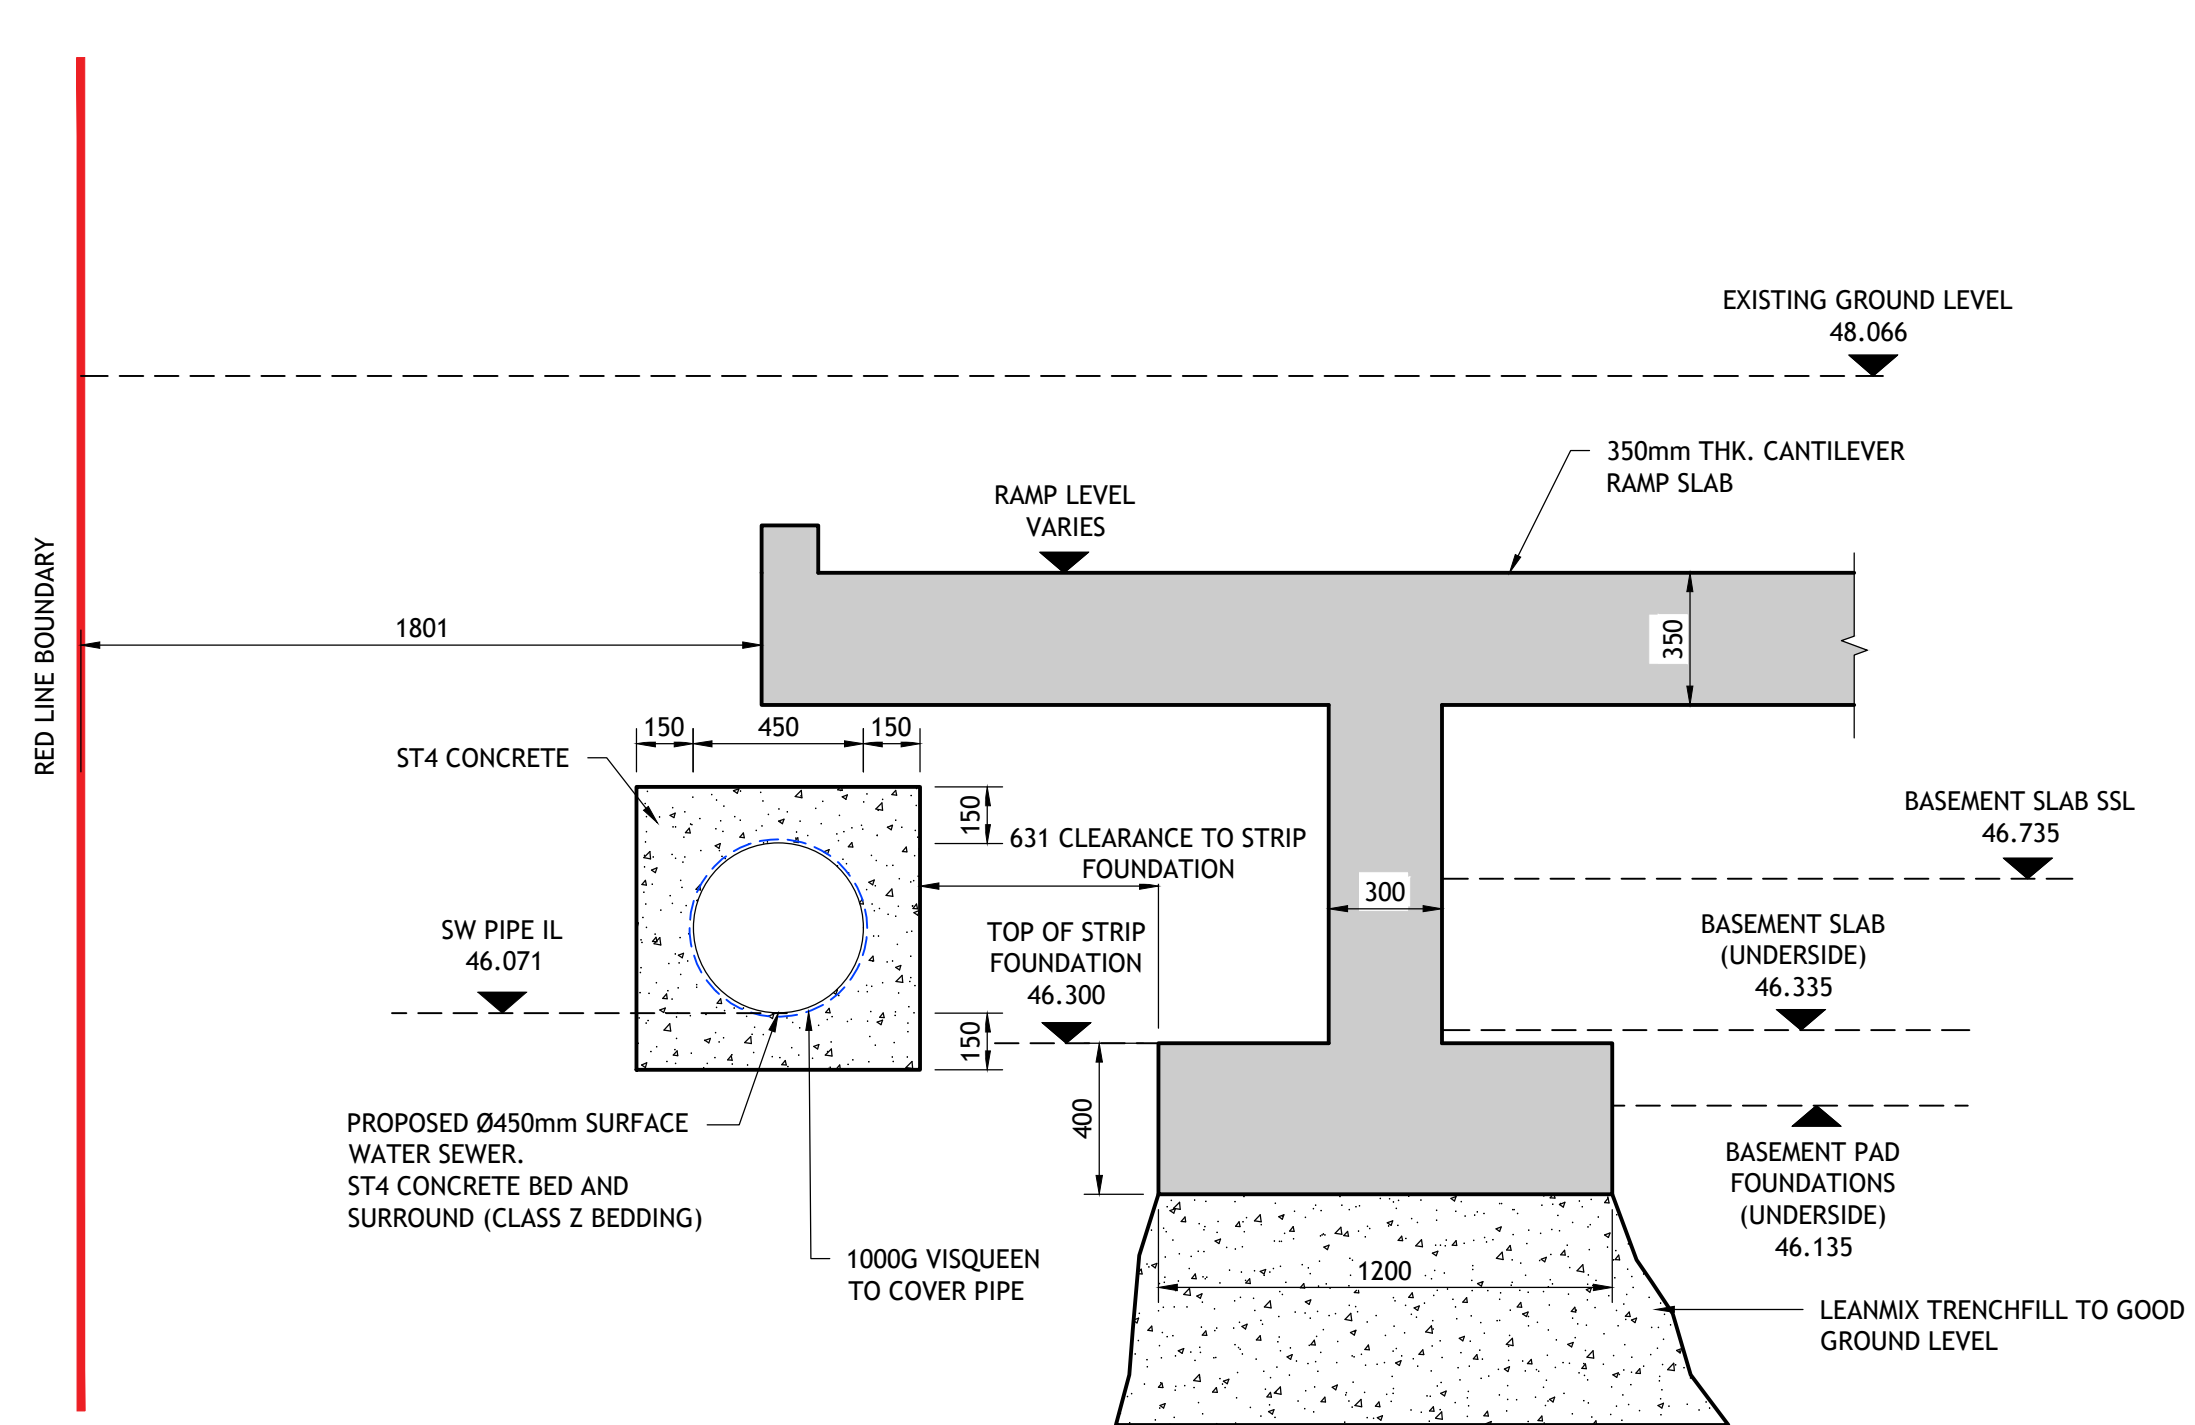 EXISTING GROUND LEVEL
48.066
350mm THK. CANTILEVER
RAMP SLAB
RAMP LEVEL
VARIES
RED LINE BOUNDARY
1801
350
150
450
150
ST4 CONCRETE
150
631 CLEARANCE TO STRIP
FOUNDATION
BASEMENT SLAB SSL
46.735
300
SW PIPE IL
46.071
TOP OF STRIP
FOUNDATION
46.300
BASEMENT SLAB
(UNDERSIDE)
46.335
150
400
PROPOSED Ø450mm SURFACE
WATER SEWER.
ST4 CONCRETE BED AND
SURROUND (CLASS Z BEDDING)
BASEMENT PAD
FOUNDATIONS
(UNDERSIDE)
46.135
1000G VISQUEEN
TO COVER PIPE
1200
LEANMIX TRENCHFILL TO GOOD
GROUND LEVEL